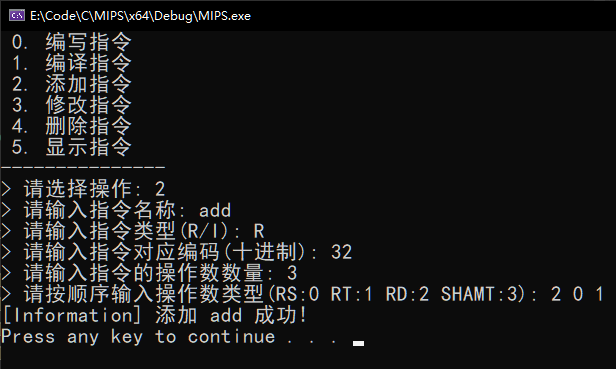 E:\Code\C\MIPS\x64\Debug\MIPS.exe
0. 编写指令
1. 编译指令
2. 添加指令
3. 修改指令
4. 删除指令
5. 显示指令
---------------
> 请选择操作: 2
> 请输入指令名称: add
> 请输入指令类型(R/I): R
> 请输入指令对应编码(十进制): 32
> 请输入指令的操作数数量: 3
> 请按顺序输入操作数类型(RS:0 RT:1 RD:2 SHAMT:3): 2 0 1
[Information] 添加 add 成功!
Press any key to continue . . .